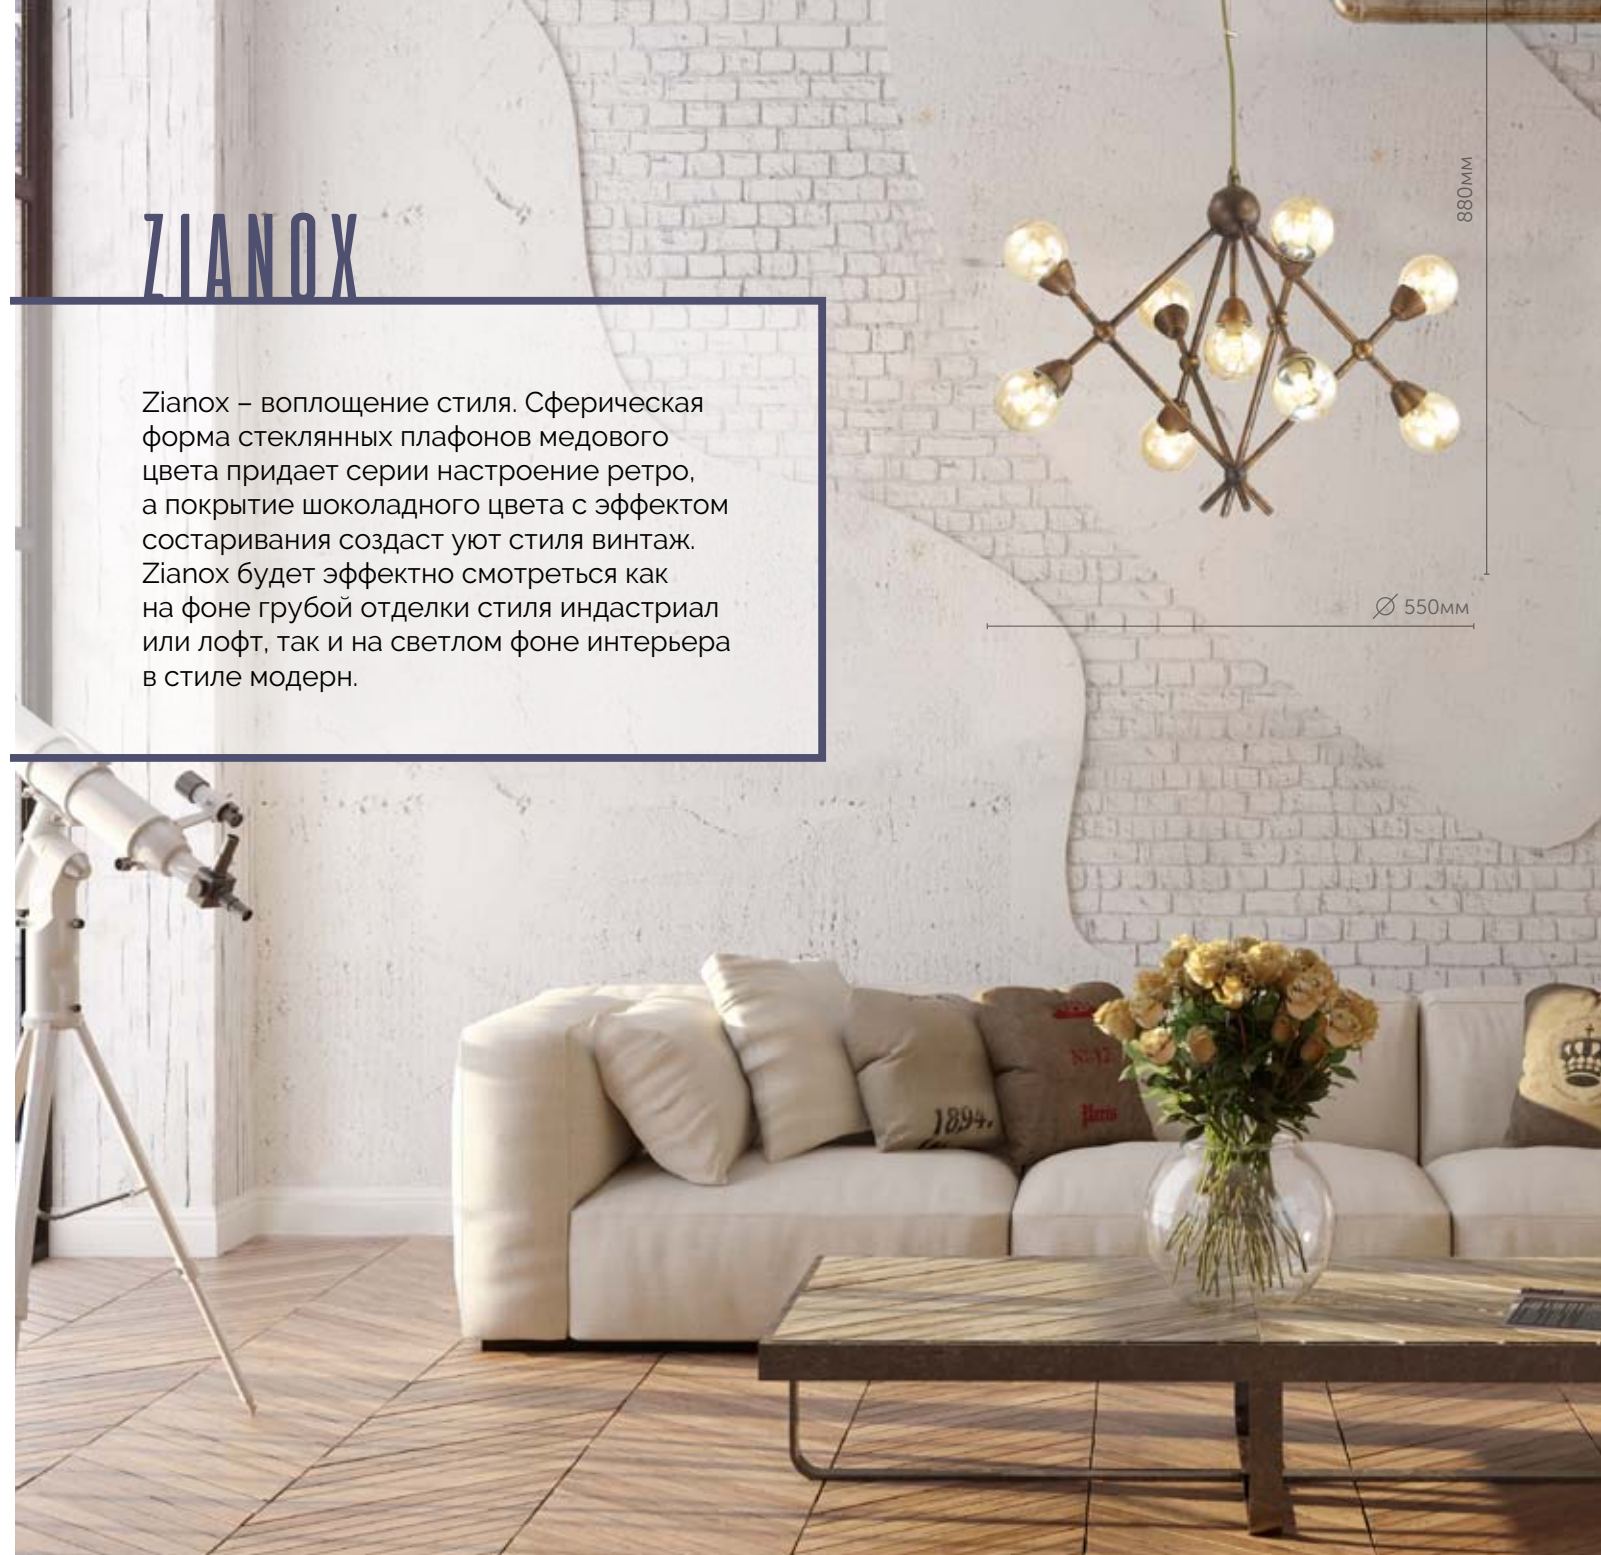 880мм
ZIANOX
Zianox – воплощение стиля. Сферическая
форма стеклянных плафонов медового
цвета придает серии настроение ретро,
а покрытие шоколадного цвета с эффектом
состаривания создаст уют стиля винтаж.
Zianox будет эффектно смотреться как
на фоне грубой отделки стиля индастриал
или лофт, так и на светлом фоне интерьера
в стиле модерн.
⌀ 550мм
1894.
Paris